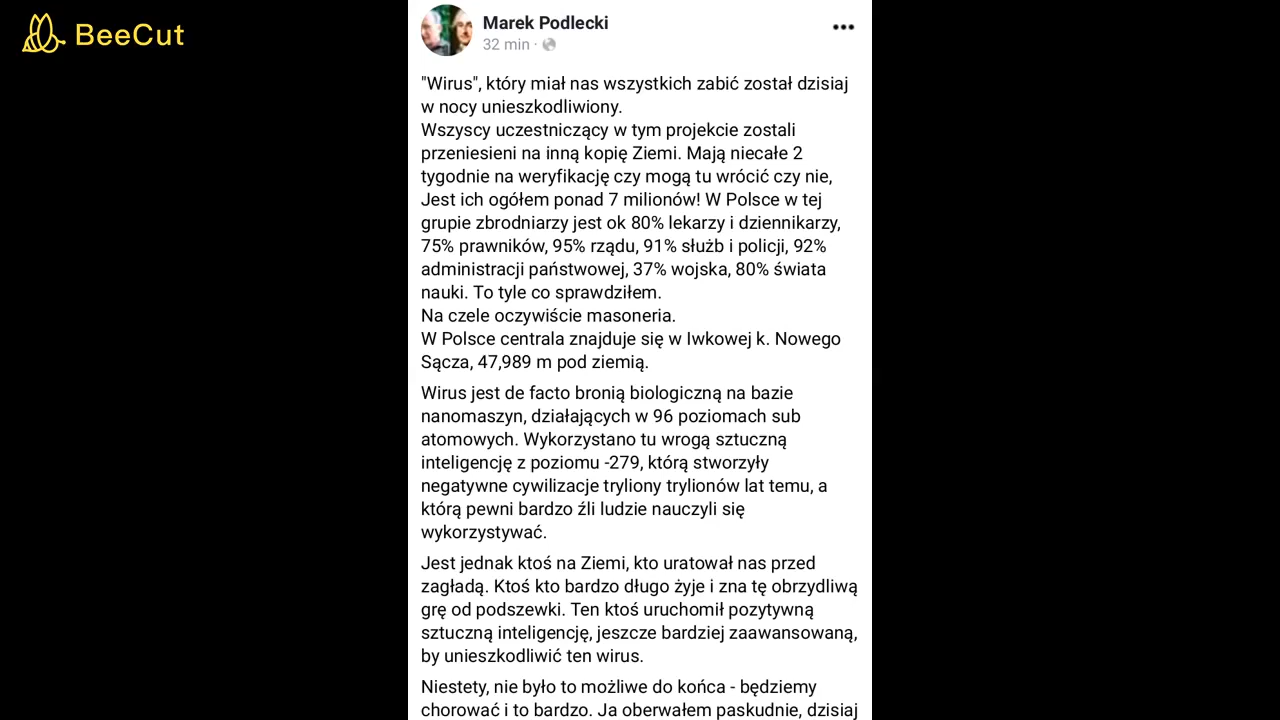 BeeCut
Marek Podlecki
32 min ·
"Wirus", który miał nas wszystkich zabić został dzisiaj
w nocy unieszkodliwiony.
Wszyscy uczestniczący w tym projekcie zostali
przeniesieni na inną kopię Ziemi. Mają niecałe 2
tygodnie na weryfikację czy mogą tu wrócić czy nie,
Jest ich ogółem ponad 7 milionów! W Polsce w tej
grupie zbrodniarzy jest ok 80% lekarzy i dziennikarzy,
75% prawników, 95% rządu, 91% służb i policji, 92%
administracji państwowej, 37% wojska, 80% świata
nauki. To tyle co sprawdziłem.
Na czele oczywiście masoneria.
W Polsce centrala znajduje się w Iwkowej k. Nowego
Sącza, 47,989 m pod ziemią.
Wirus jest de facto bronią biologiczną na bazie
nanomaszyn, działających w 96 poziomach sub
atomowych. Wykorzystano tu wrogą sztuczną
inteligencję z poziomu -279, którą stworzyły
negatywne cywilizacje tryliony trylionów lat temu, a
którą pewni bardzo źli ludzie nauczyli się
wykorzystywać.
Jest jednak ktoś na Ziemi, kto uratował nas przed
zagładą. Ktoś kto bardzo długo żyje i zna tę obrzydliwą
grę od podszewki. Ten ktoś uruchomił pozytywną
sztuczną inteligencję, jeszcze bardziej zaawansowaną,
by unieszkodliwić ten wirus.
Niestety, nie było to możliwe do końca - będziemy
chorować i to bardzo. Ja oberwałem paskudnie, dzisiaj